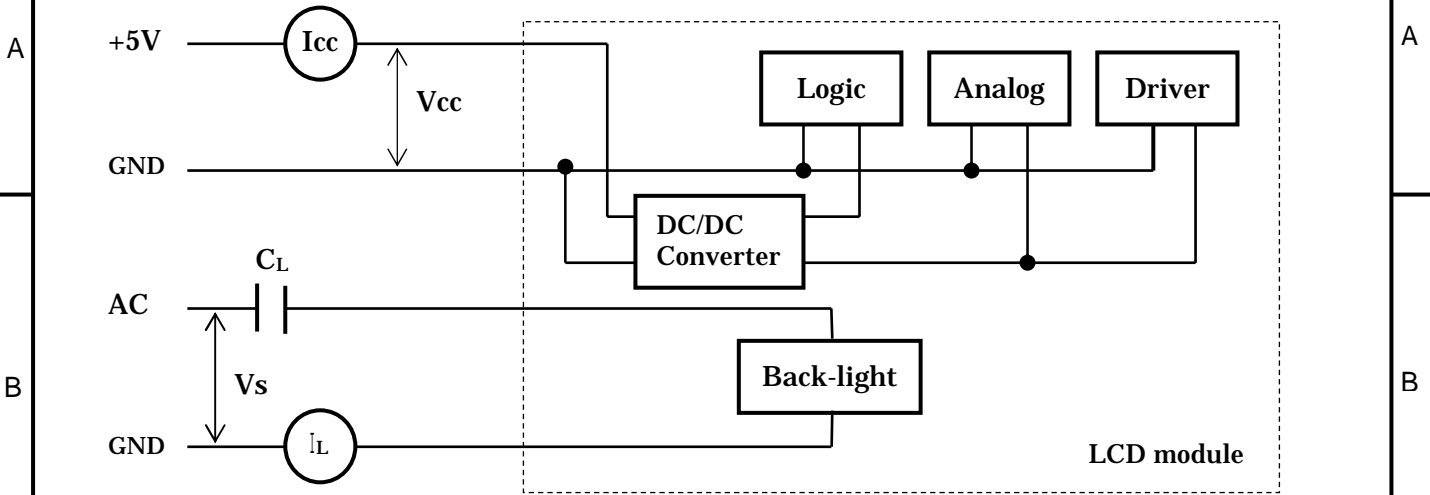 A
A
+5V
Icc
Vcc
Logic
Analog
Driver
GND
DC/DC
Converter
CL
AC
Back-light
B
Vs
B
GND
IL
LCD module